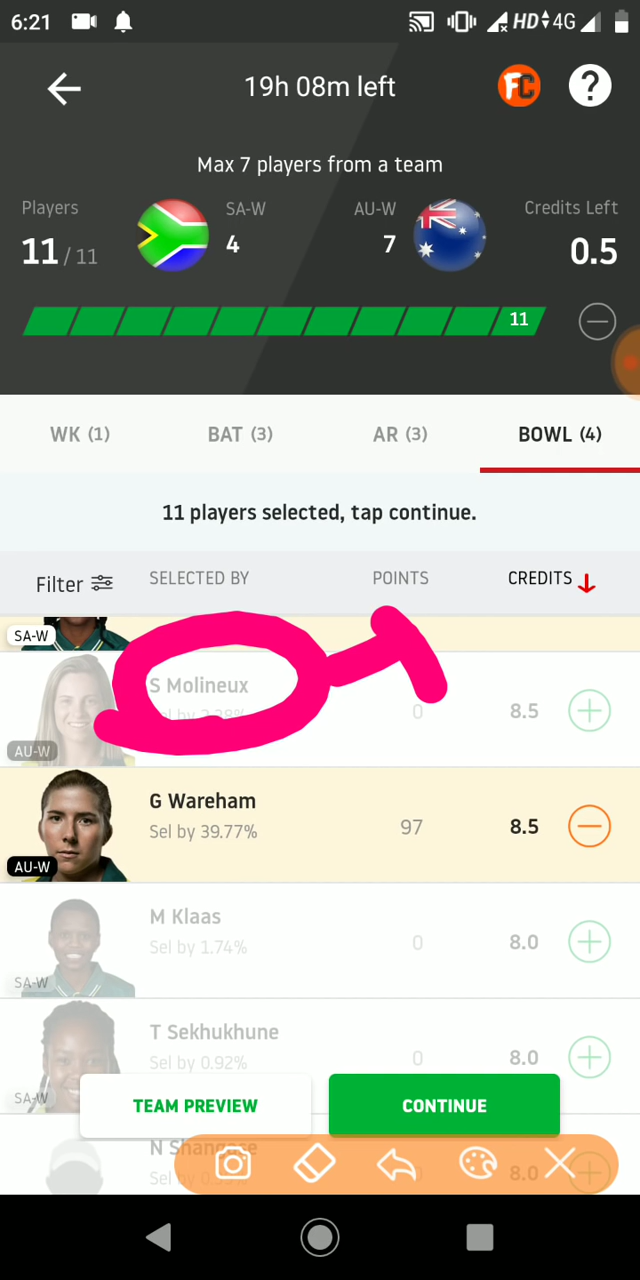 6:21 HD 4G
19h 08m left FC ?
Max 7 players from a team
Players SA-W AU-W Credits Left
11 / 11 4 7 0.5
11
WK (1) BAT (3) AR (3) BOWL (4)
11 players selected, tap continue.
Filter SELECTED BY POINTS CREDITS
SA-W
S Molineux
0 8.5
AU-W
G Wareham
Sel by 39.77% 97 8.5
AU-W
M Klaas
Sel by 1.74% 0 8.0
SA-W
T Sekhukhune
Sel by 0.92% 0 8.0
SA-W
TEAM PREVIEW CONTINUE
N Shangase
Sel by 8.0